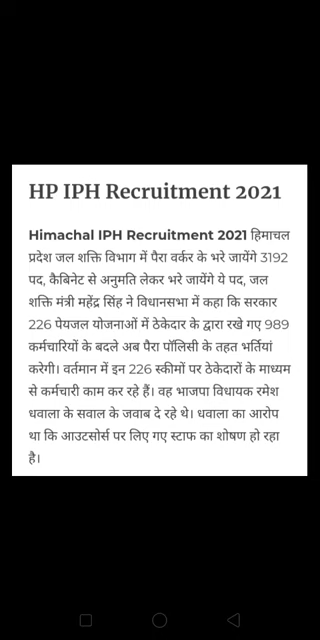 HP IPH Recruitment 2021
Himachal IPH Recruitment 2021 हिमाचल
प्रदेश जल शक्ति विभाग में पैरा वर्कर के भरे जायेंगे 3192
पद, कैबिनेट से अनुमति लेकर भरे जायेंगे ये पद, जल
शक्ति मंत्री महेंद्र सिंह ने विधानसभा में कहा कि सरकार
226 पेयजल योजनाओं में ठेकेदार के द्वारा रखे गए 989
कर्मचारियों के बदले अब पैरा पॉलिसी के तहत भर्तियां
करेगी। वर्तमान में इन 226 स्कीमों पर ठेकेदारों के माध्यम
से कर्मचारी काम कर रहे हैं। वह भाजपा विधायक रमेश
धवाला के सवाल के जवाब दे रहे थे। धवाला का आरोप
था कि आउटसोर्स पर लिए गए स्टाफ का शोषण हो रहा
है।